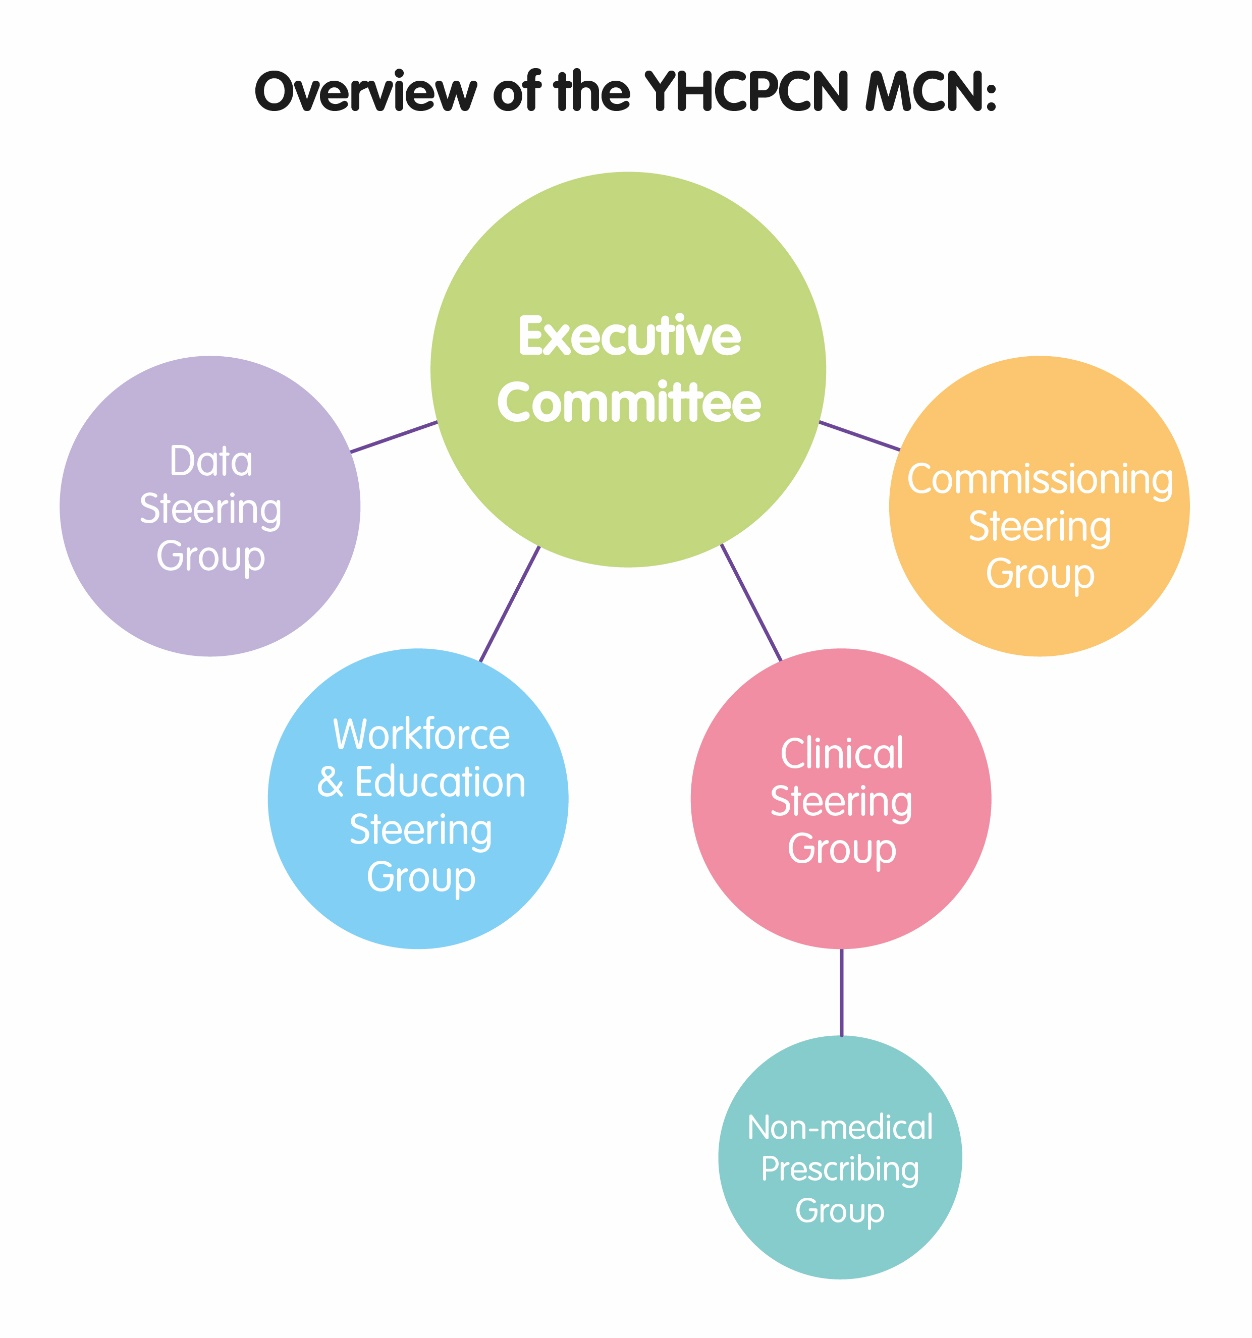 Overview of the YHCPCN MCN:
Executive
Committee
Data
Steering
Group
Commissioning
Steering
Group
Workforce
& Education
Steering
Group
Clinical
Steering
Group
Non-medical
Prescribing
Group